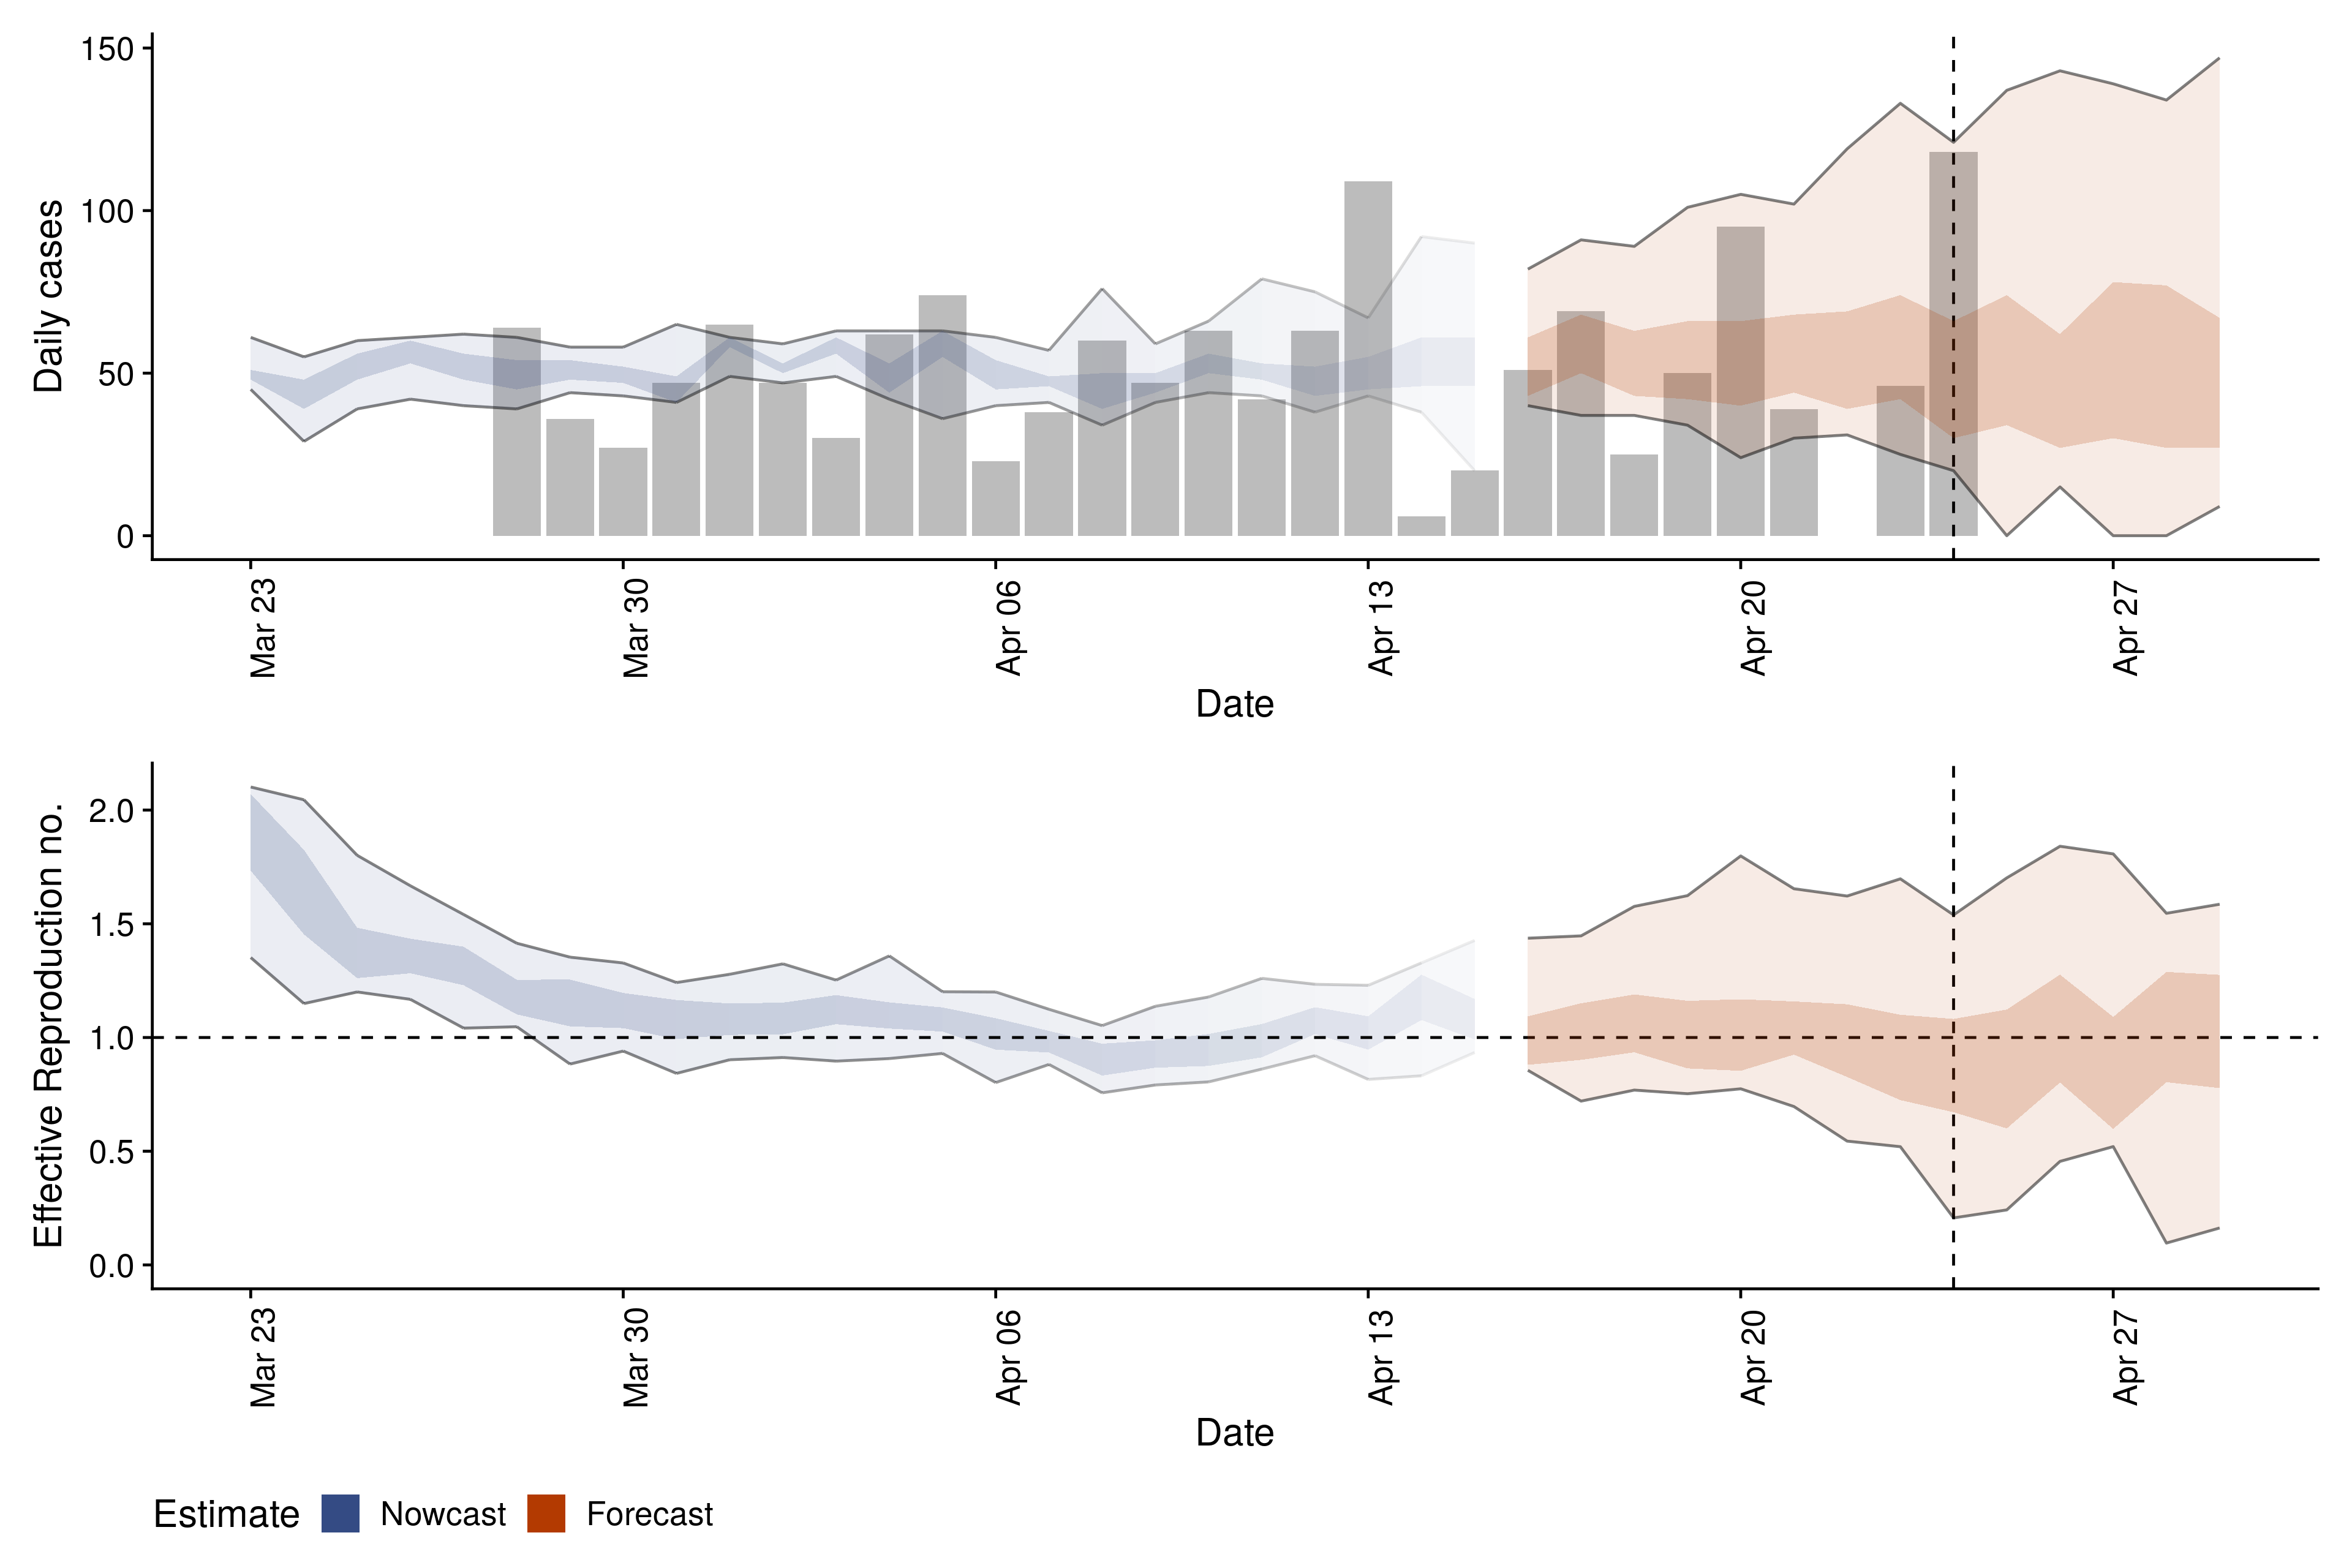 150
100
50
0
Daily cases
Mar 23
Mar 30
Apr 06
Apr 13
Apr 20
Apr 27
Date
2.0
1.5
1.0
0.5
0.0
Effective Reproduction no.
Mar 23
Mar 30
Apr 06
Apr 13
Apr 20
Apr 27
Date
Estimate Nowcast Forecast